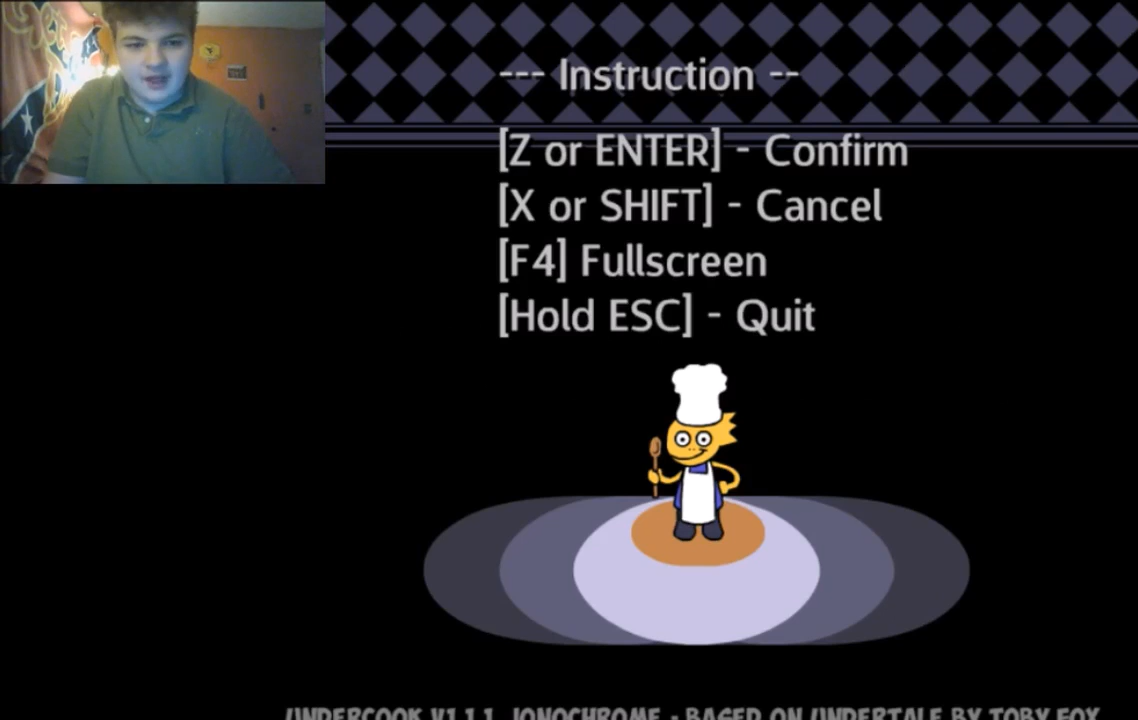 --- Instruction --
[Z or ENTER] - Confirm
[X or SHIFT] - Cancel
[F4] Fullscreen
[Hold ESC] - Quit
UNDERCOOK V1.1.1 JONOCHROME - BASED ON UNDERTALE BY TOBY FOX